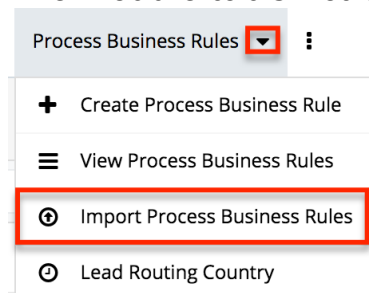 Process Business Rules
Create Process Business Rule
View Process Business Rules
Import Process Business Rules
Lead Routing Country